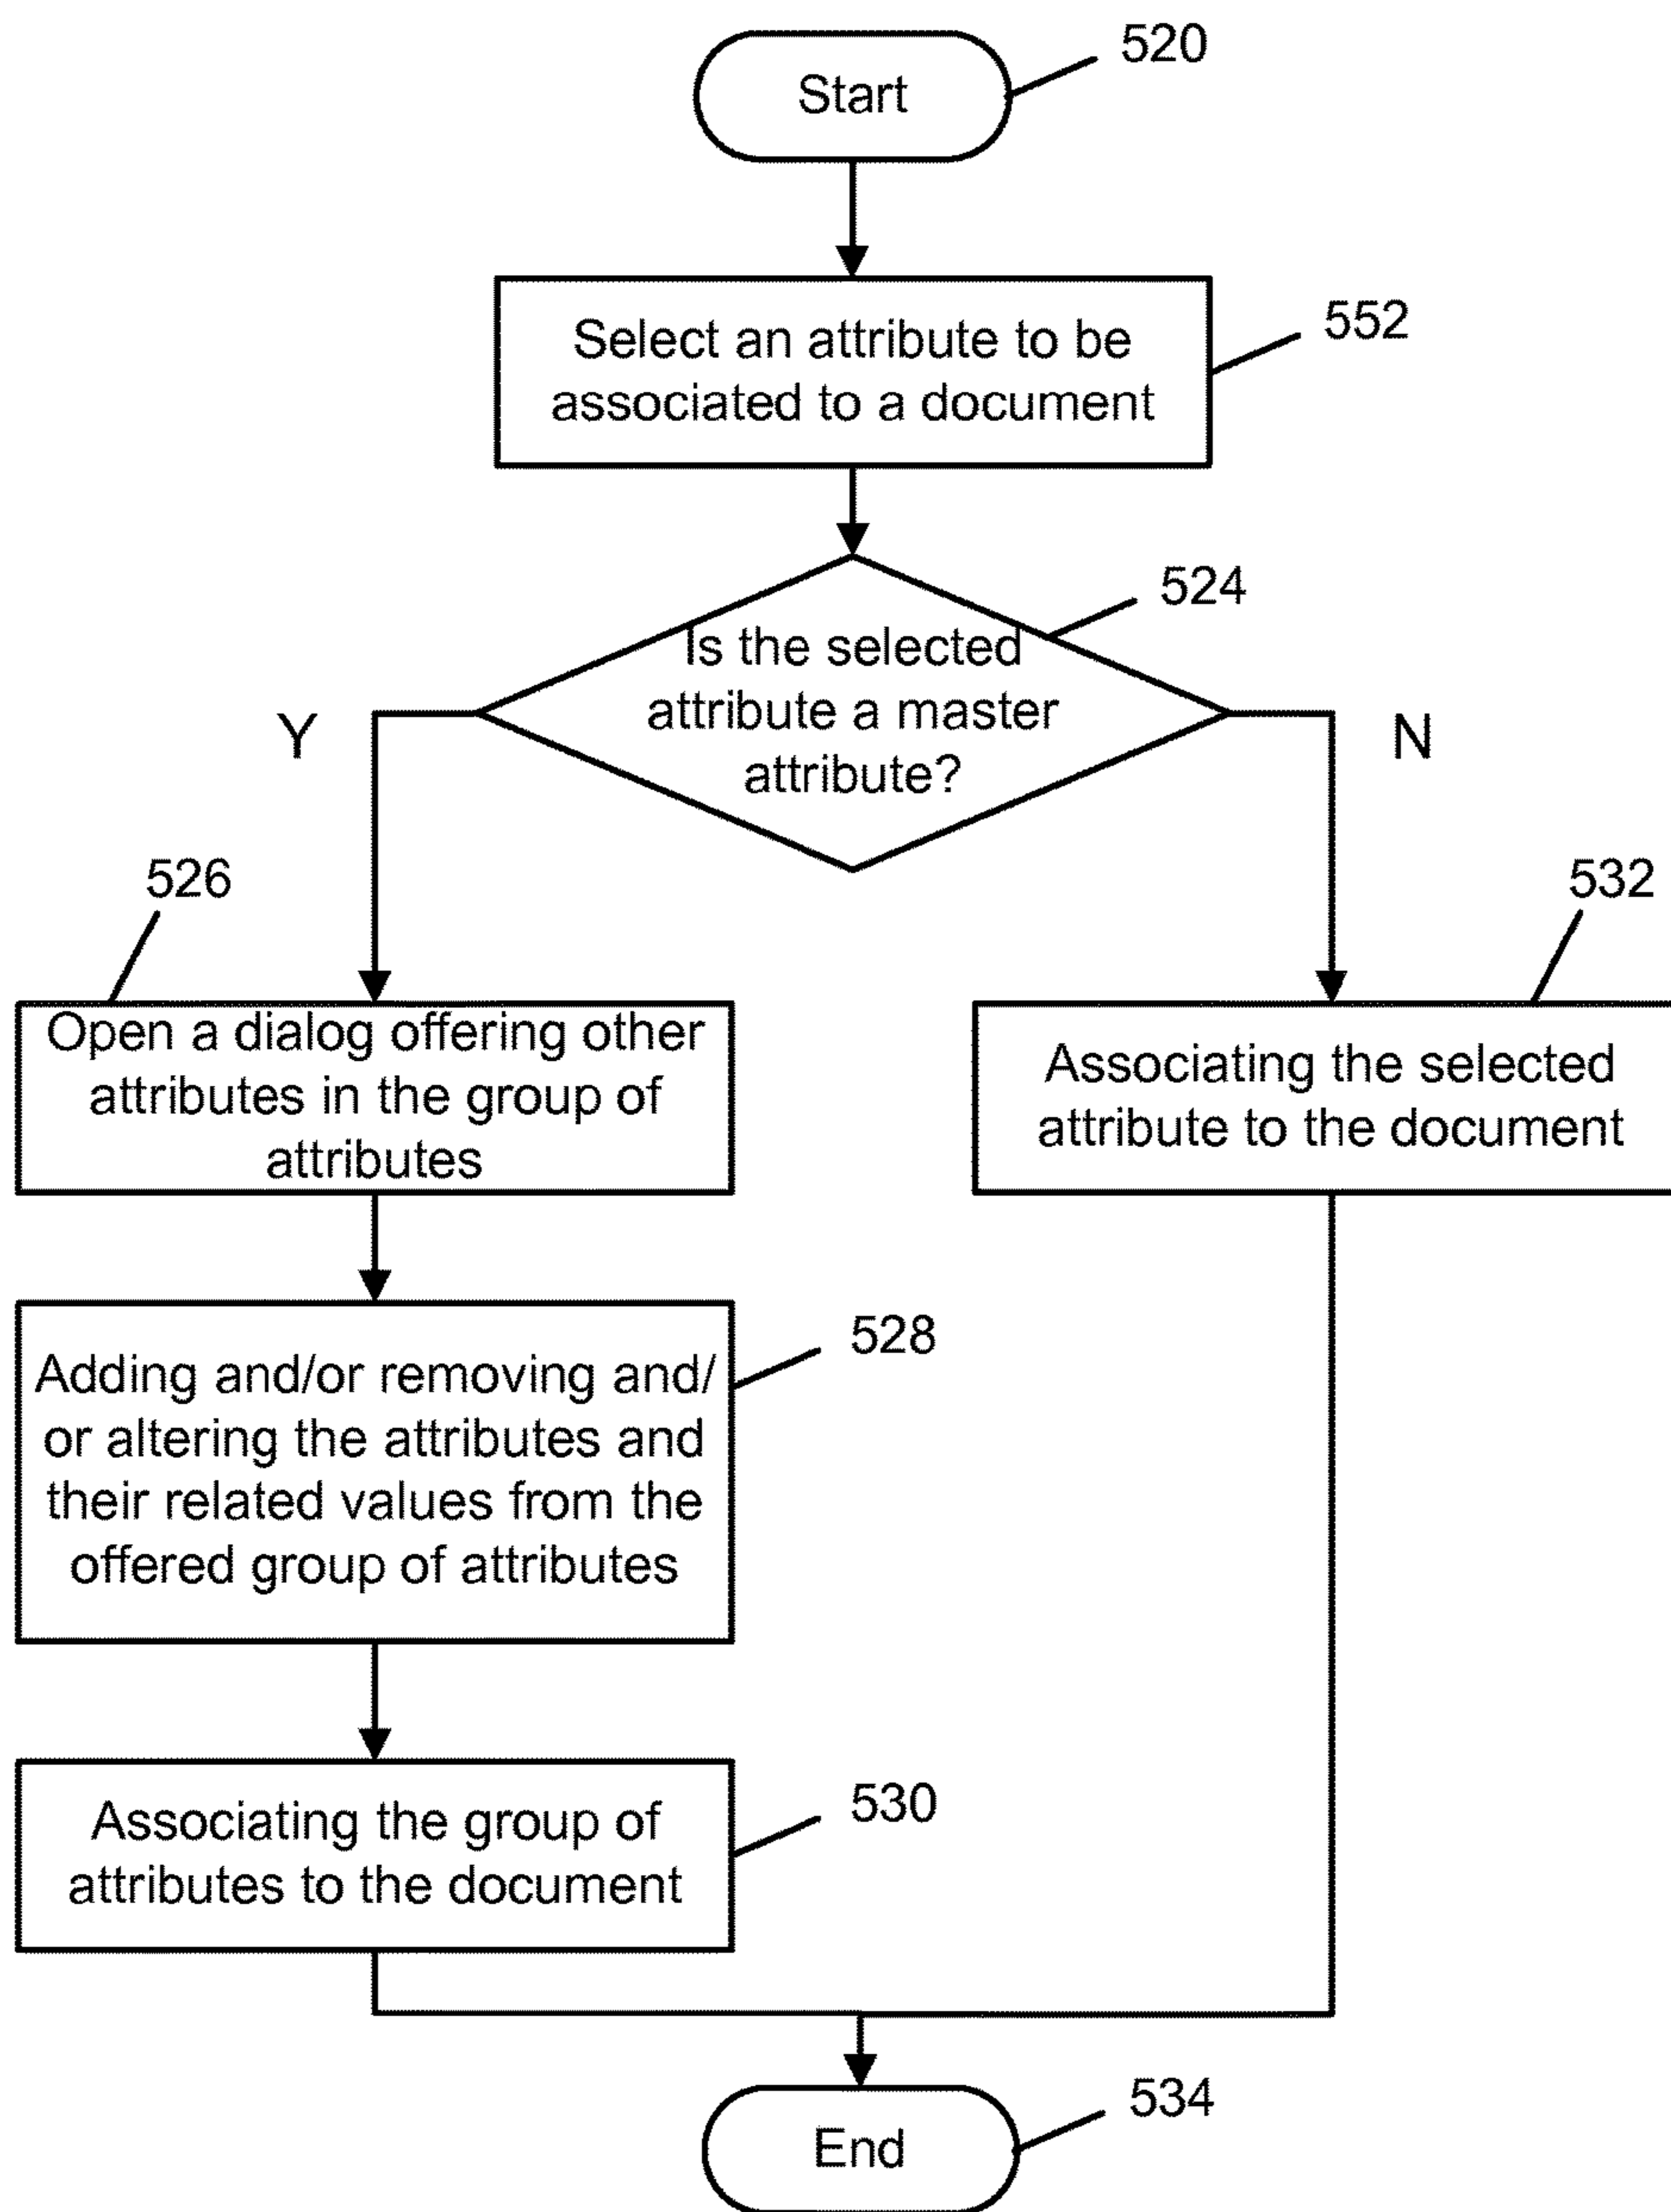 520
Start
552
Select an attribute to be
associated to a document
524
Is the selected
attribute a master
attribute?
Y
N
526
532
Open a dialog offering other
attributes in the group of
attributes
Associating the selected
attribute to the document
528
Adding and/or removing and/
or altering the attributes and
their related values from the
offered group of attributes
530
Associating the group of
attributes to the document
534
End